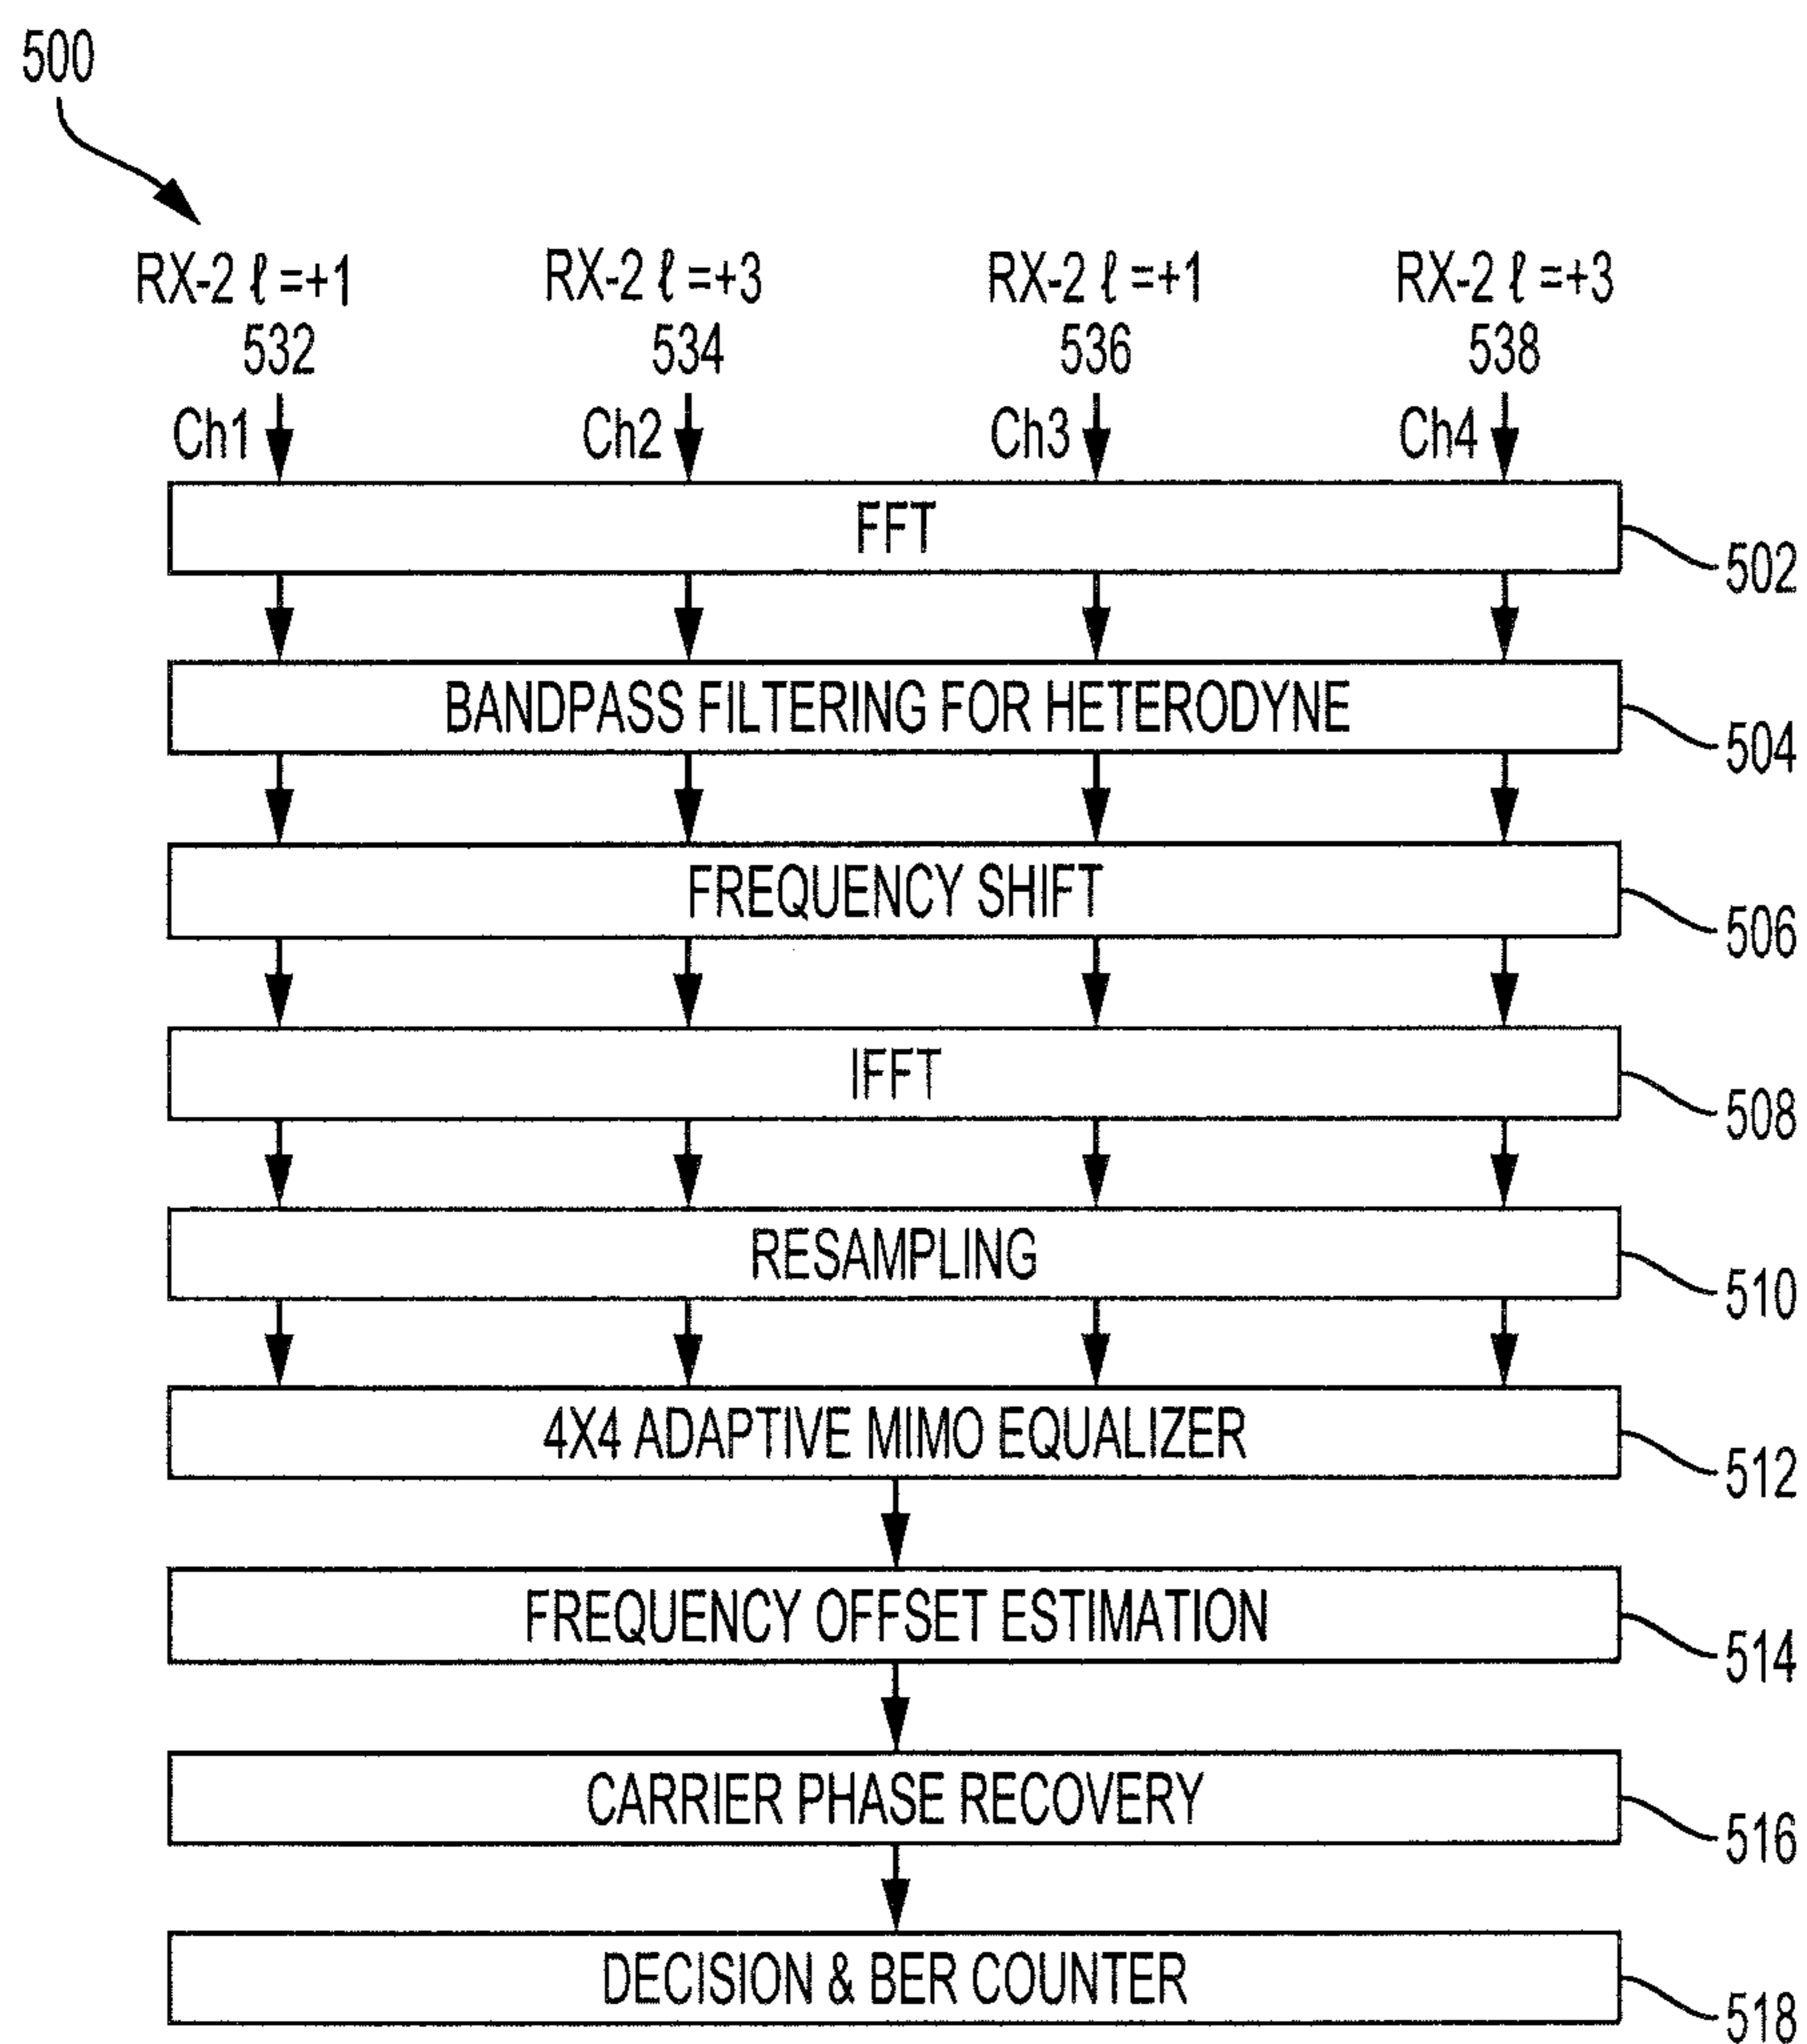 500
RX-2 ℓ =+1 RX-2 ℓ =+3 RX-2 ℓ =+1 RX-2 ℓ =+3
532 534 536 538
Ch1 Ch2 Ch3 Ch4
FFT
502
BANDPASS FILTERING FOR HETERODYNE
504
FREQUENCY SHIFT
506
IFFT
508
RESAMPLING
510
4X4 ADAPTIVE MIMO EQUALIZER
512
FREQUENCY OFFSET ESTIMATION
514
CARRIER PHASE RECOVERY
516
DECISION & BER COUNTER
518